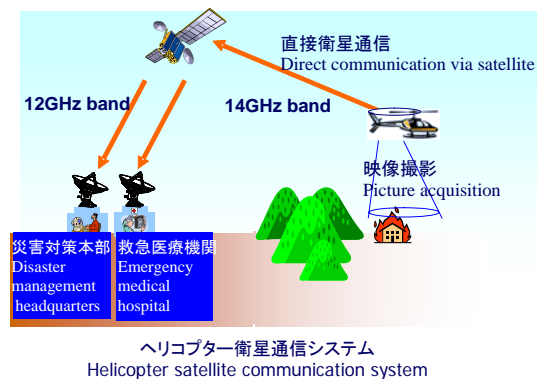 直接衛星通信
Direct communication via satellite
12GHz band
14GHz band
映像撮影
Picture acquisition
災害対策本部
Disaster
management
headquarters
救急医療機関
Emergency
medical
hospital
ヘリコプター衛星通信システム
Helicopter satellite communication system